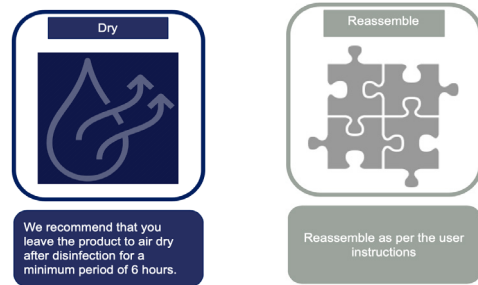 Dry
We recommend that you
leave the product to air dry
after disinfection for a
minimum period of 6 hours.
Reassemble
Reassemble as per the user
instructions